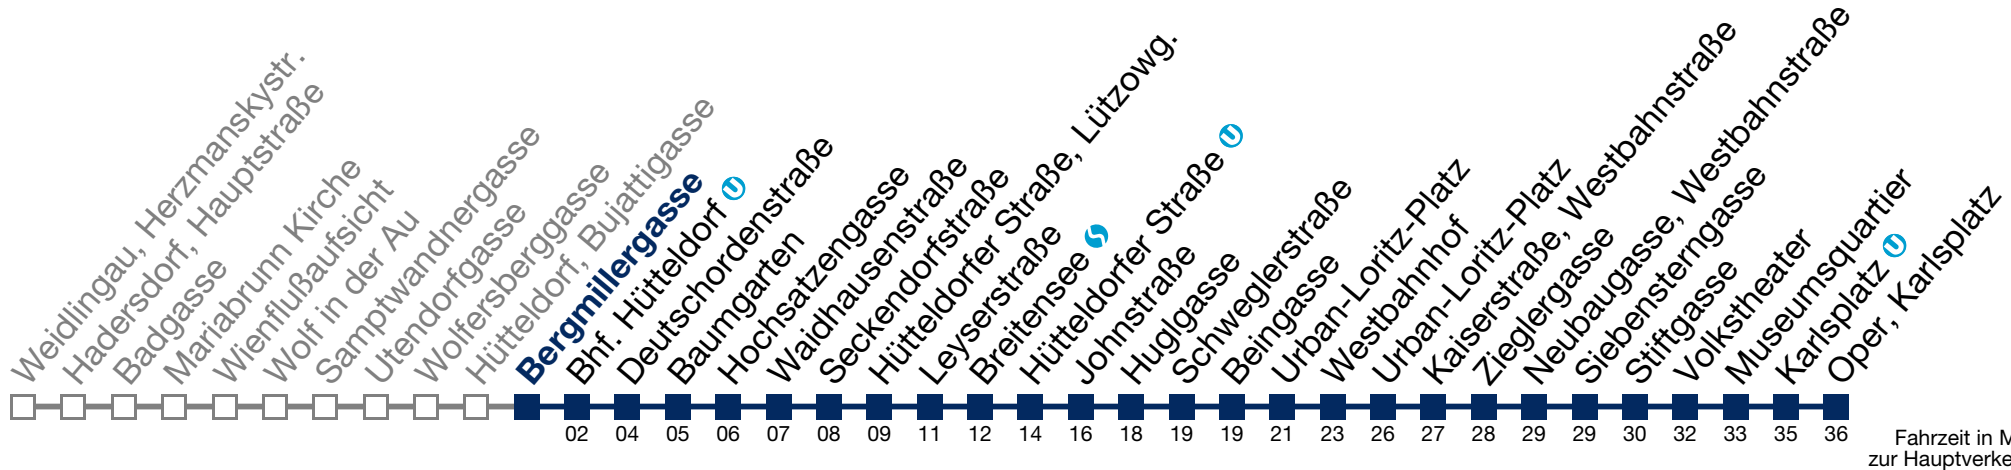 Weidlingau, Herzmanskystr.
Hadersdorf, Hauptstraße
Badgasse
Mariabrunn Kirche
Wienflußaufsicht
Wolf in der Au
Samptwandnergasse
Utendorfgasse
Wolfersberggasse
Hütteldorf, Bujattigasse
Bergmillergasse
Bhf. Hütteldorf U
Deutschordenstraße
Baumgarten
Hochsatzengasse
Waidhausenstraße
Seckendorfstraße
Hütteldorfer Straße, Lützowg.
Leyserstraße
Breitensee S
Hütteldorfer Straße U
Johnstraße
Huglgasse
Schweglerstraße
Beingasse
Urban-Loritz-Platz
Westbahnhof
Urban-Loritz-Platz
Kaiserstraße, Westbahnstraße
Zieglergasse
Neubaugasse, Westbahnstraße
Siebensterngasse
Stiftgasse
Volkstheater
Museumsquartier
Karlsplatz U
Oper, Karlsplatz
02 04 05 06 07 08 09 11 12 14 16 18 19 19 21 23 26 27 28 29 29 30 32 33 35 36
Fahrzeit in M
zur Hauptverke